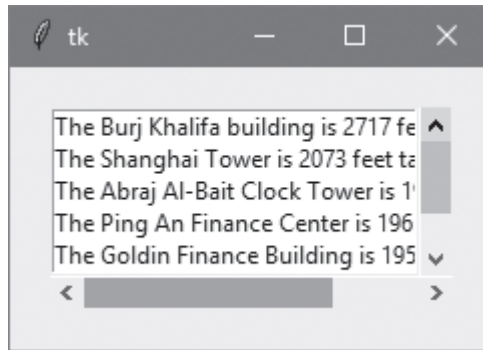 tk
The Burj Khalifa building is 2717 fe
The Shanghai Tower is 2073 feet ta
The Abraj Al-Bait Clock Tower is 1
The Ping An Finance Center is 196
The Goldin Finance Building is 195